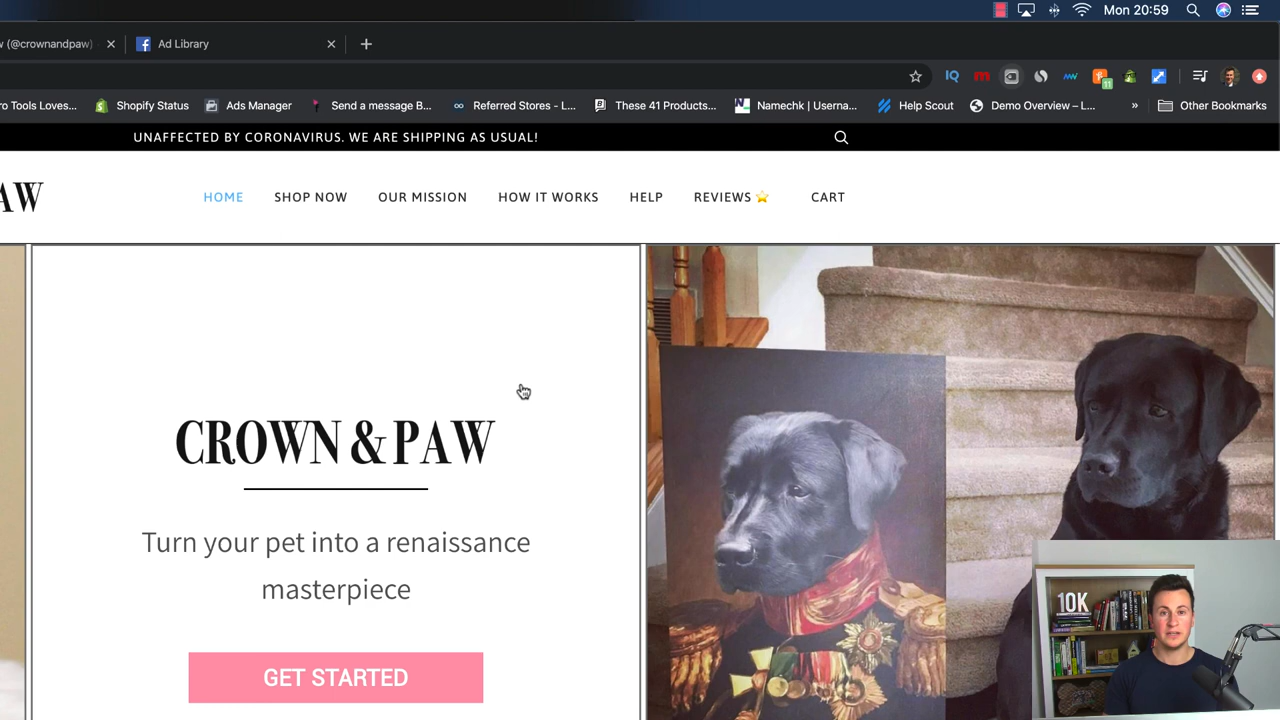 Mon 20:59
w (@crownandpaw)
Ad Library
IQ
11
ro Tools Loves...
Shopify Status
Ads Manager
Send a message B...
Referred Stores - L...
These 41 Products...
Namechk | Userna...
Help Scout
Demo Overview – L...
»
Other Bookmarks
UNAFFECTED BY CORONAVIRUS. WE ARE SHIPPING AS USUAL!
AW
HOME
SHOP NOW
OUR MISSION
HOW IT WORKS
HELP
REVIEWS ⭐
CART
CROWN & PAW
Turn your pet into a renaissance
masterpiece
GET STARTED
10K